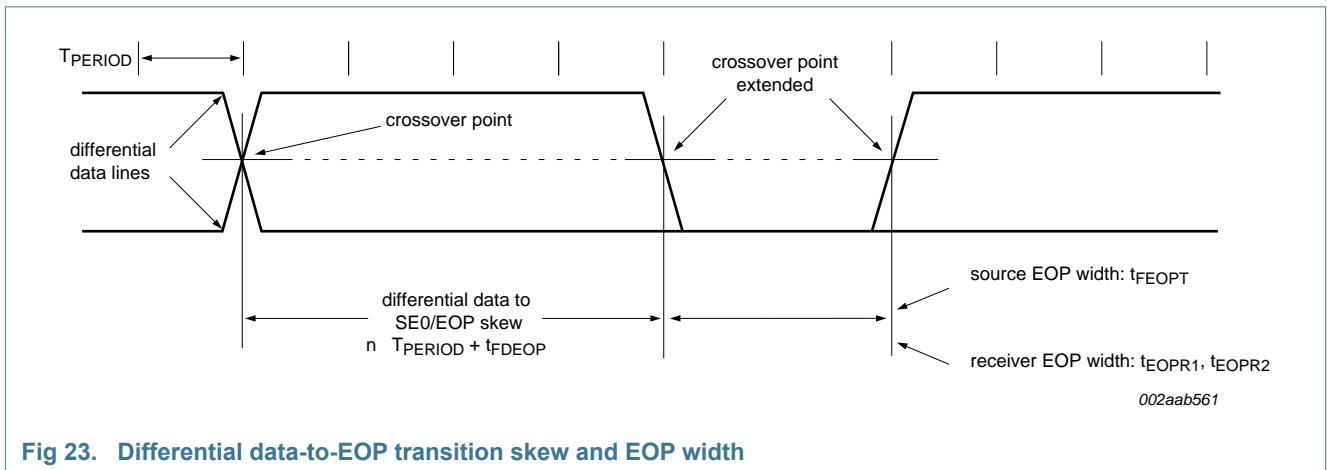 TPERIOD
crossover point
extended
crossover point
differential
data lines
source EOP width: tFEOPT
differential data to
SE0/EOP skew
n TPERIOD + tFDEOP
receiver EOP width: tEOPR1, tEOPR2
002aab561
Fig 23. Differential data-to-EOP transition skew and EOP width